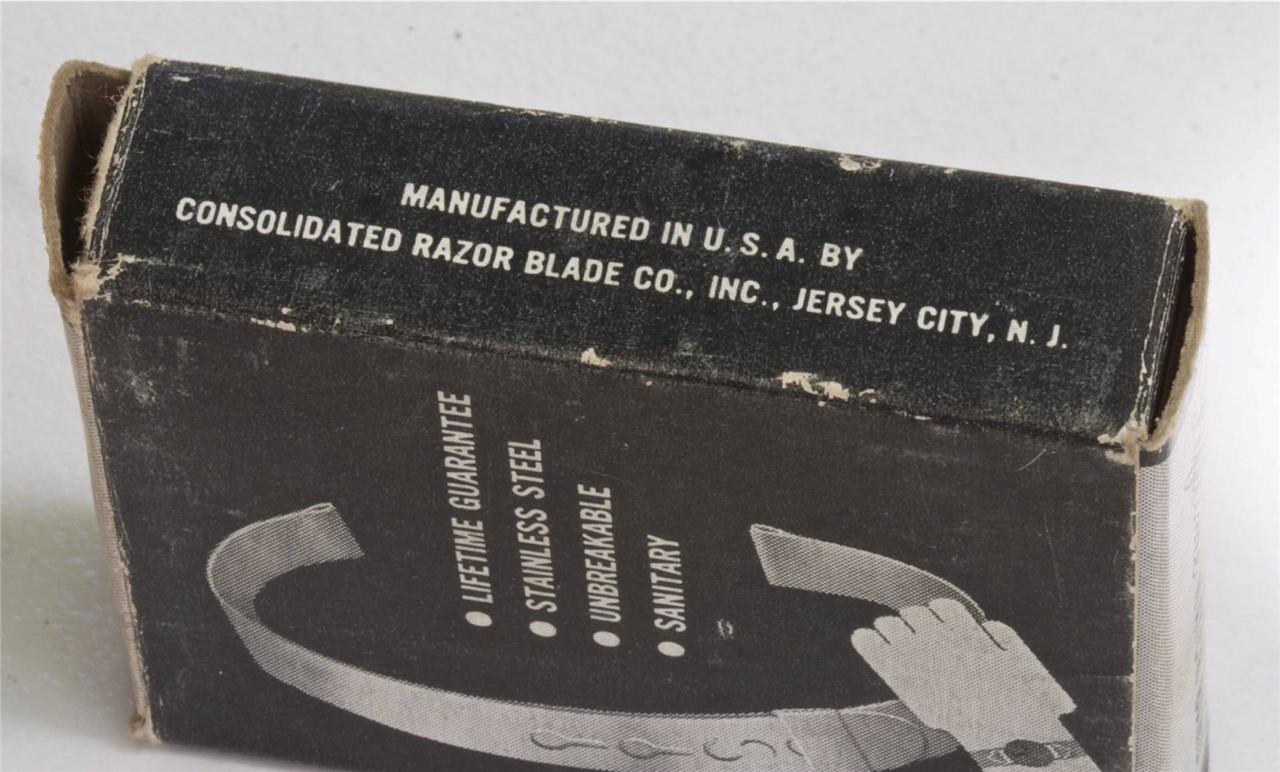 MANUFACTURED IN U. S. A. BY
CONSOLIDATED RAZOR BLADE CO., INC., JERSEY CITY, N. J.
● LIFETIME GUARANTEE
● STAINLESS STEEL
● UNBREAKABLE
● SANITARY